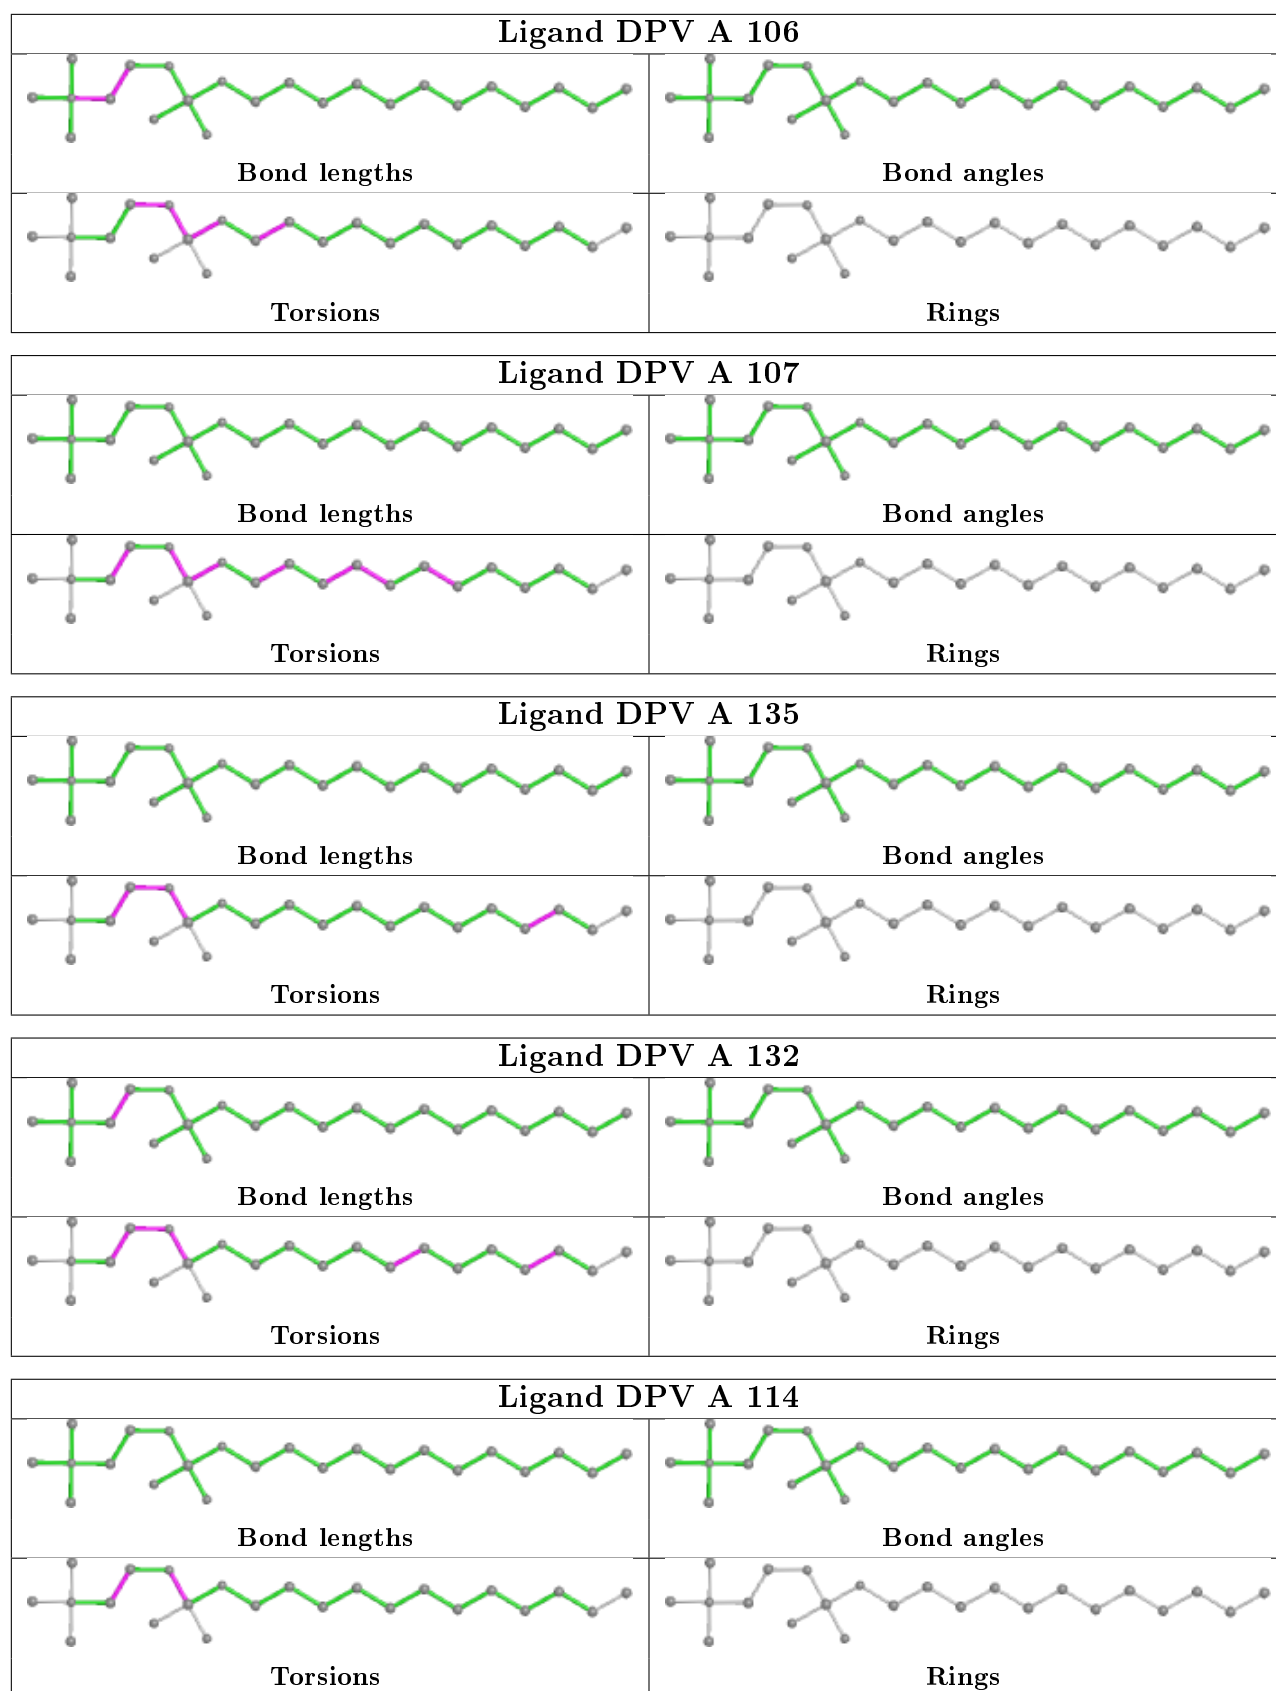 Ligand DPV A 106
Bond lengths
Bond angles
Torsions
Rings
Ligand DPV A 107
Bond lengths
Bond angles
Torsions
Rings
Ligand DPV A 135
Bond lengths
Bond angles
Torsions
Rings
Ligand DPV A 132
Bond lengths
Bond angles
Torsions
Rings
Ligand DPV A 114
Bond lengths
Bond angles
Torsions
Rings